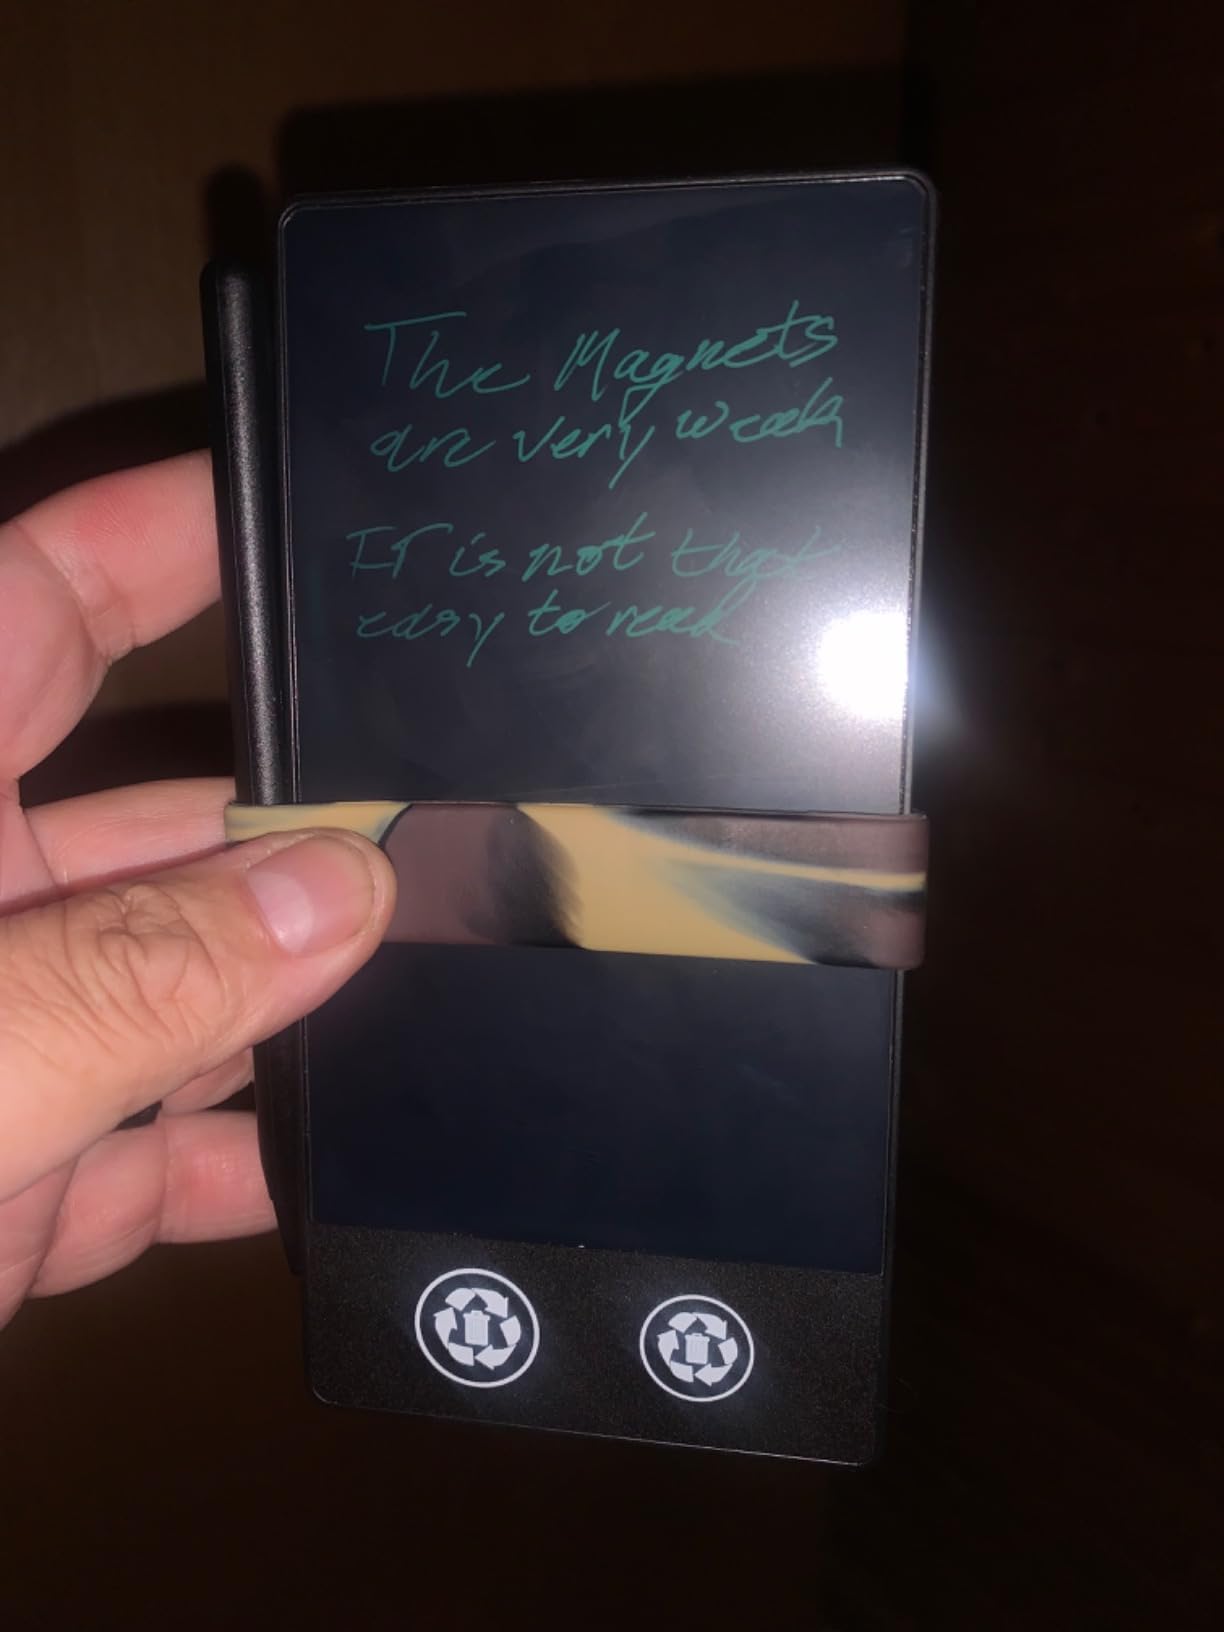 The Magnets
are very weak
IT is not that
easy to read